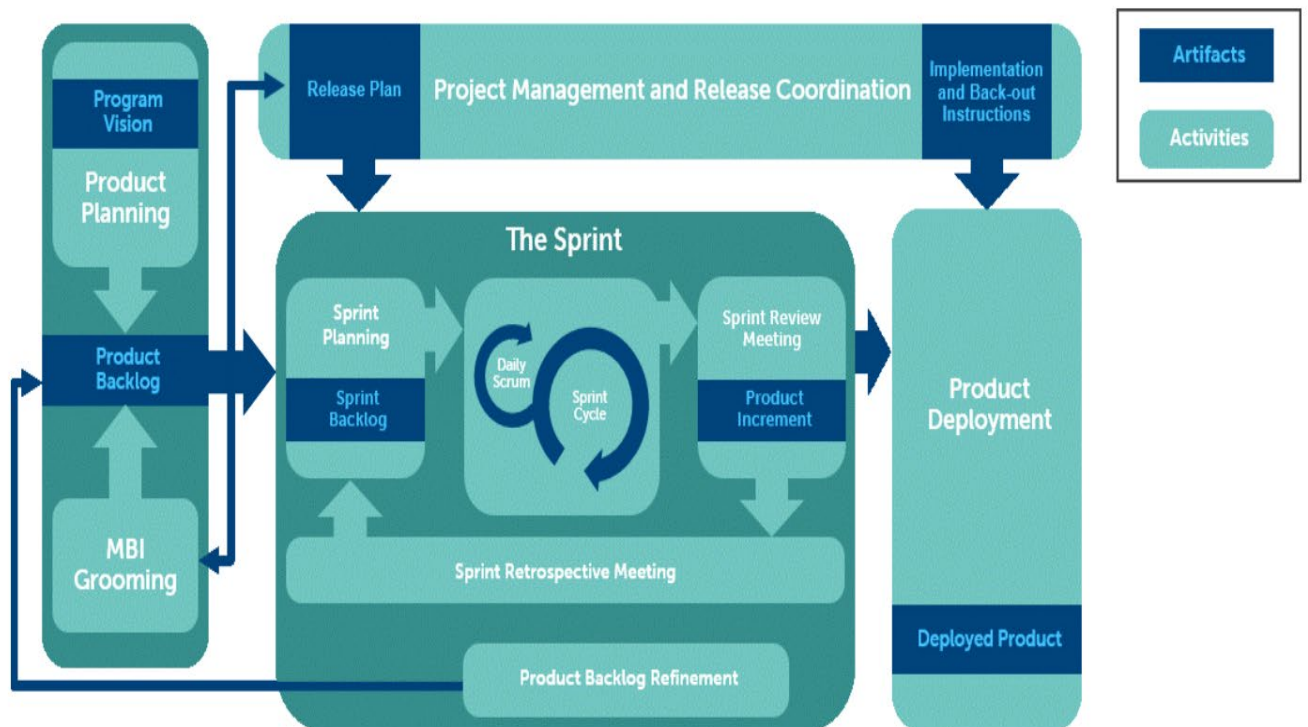 Program
Vision
Product
Planning
Product
Backlog
MBI
Grooming
Release Plan
Project Management and Release Coordination
Implementation
and Back-out
Instructions
Artifacts
Activities
The Sprint
Sprint
Planning
Sprint
Backlog
Daily
Scrum
Sprint
Cycle
Sprint Review
Meeting
Product
Increment
Sprint Retrospective Meeting
Product Backlog Refinement
Product
Deployment
Deployed Product